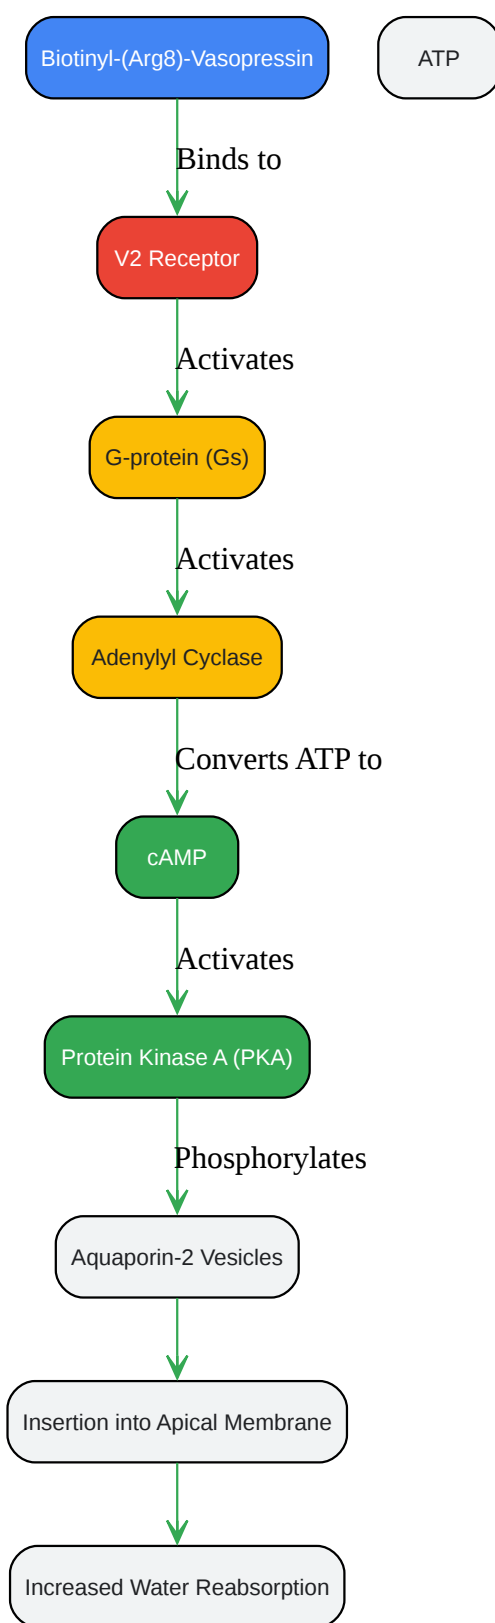 Biotinyl-(Arg8)-Vasopressin
ATP
Binds to
V2 Receptor
Activates
G-protein (Gs)
Activates
Adenylyl Cyclase
Converts ATP to
cAMP
Activates
Protein Kinase A (PKA)
Phosphorylates
Aquaporin-2 Vesicles
Insertion into Apical Membrane
Increased Water Reabsorption